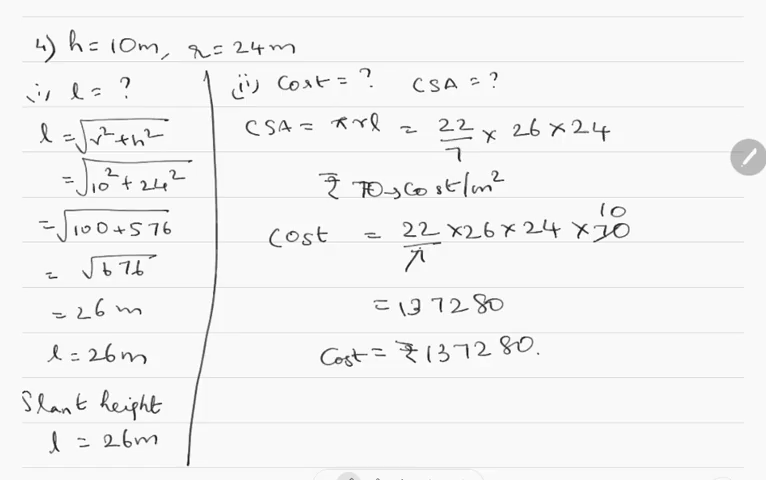 4) h = 10m, r = 24m
(i) l = ?
l = √r²+h²
= √10²+24²
= √100+576
= √676
= 26 m
l = 26m
Slant height
l = 26m
(ii) Cost = ? CSA = ?
CSA = πrl = 22/7 × 26 × 24
₹ 70 → Cost/m²
Cost = 22/7 × 26 × 24 × 70 10
= 137280
Cost = ₹ 137280.